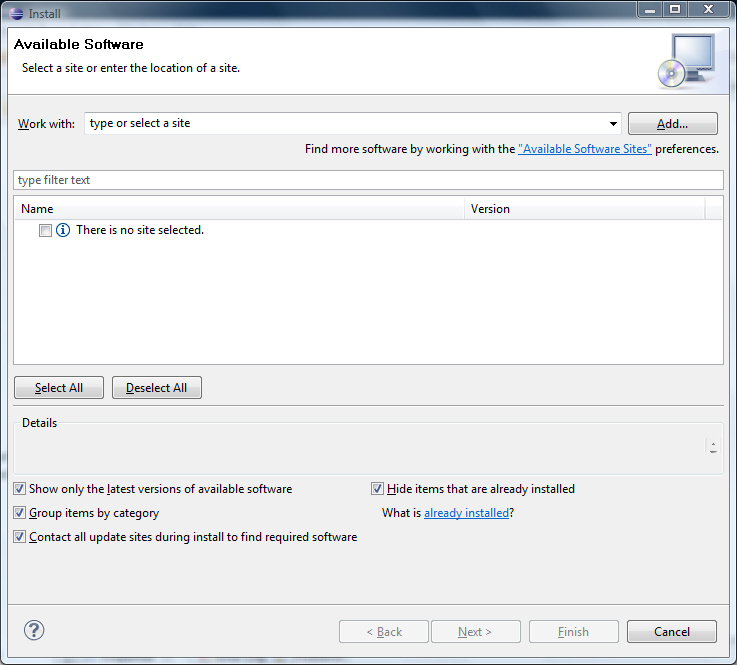 Install
Available Software
Select a site or enter the location of a site.
Work with: type or select a site Add...
Find more software by working with the "Available Software Sites" preferences.
type filter text
Name Version
There is no site selected.
Select All Deselect All
Details
Show only the latest versions of available software Hide items that are already installed
Group items by category What is already installed?
Contact all update sites during install to find required software
? < Back Next > Finish Cancel